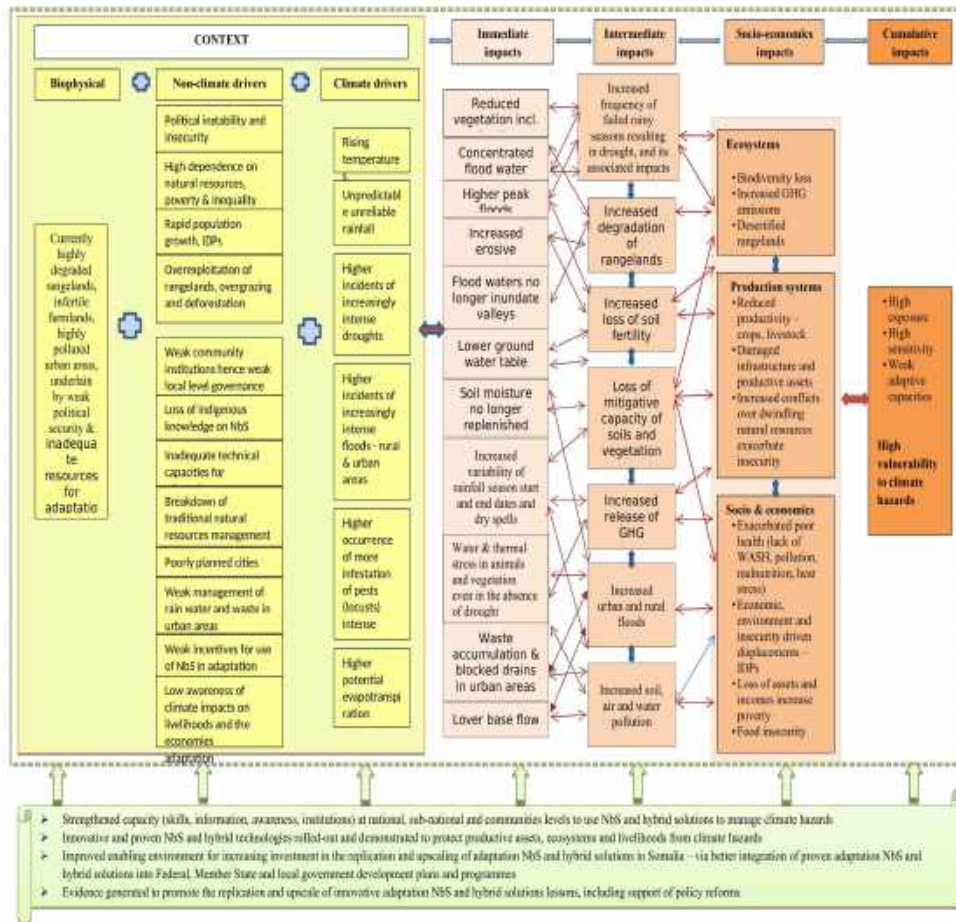 CONTEXT
Immediate
impacts
Intermediate
impacts
Socio-economics
impacts
Cumulative
impacts
Biophysical
Non-climate drivers
Climate drivers
Currently
highly
degraded
rangelands,
infertile
farmlands,
highly
polluted
urban areas,
underlain
by weak
political
security &
inadequa
te
resources
for
adaptatio
Political instability and
insecurity
High dependence on
natural resources,
poverty & inequality
Rapid population
growth, IDPs
Overexploitation of
rangelands, overgrazing
and deforestation
Weak community
institutions hence weak
local level governance
Loss of indigenous
knowledge on NbS
Inadequate technical
capacities for
Breakdown of
traditional natural
resources management
Poorly planned cities
Weak management of
rain water and waste in
urban areas
Weak incentives for use
of NbS in adaptation
Low awareness of
climate impacts on
livelihoods and the
economies
adaptation
Rising
temperature
s
Unpredictabl
e unreliable
rainfall
Higher
incidents of
increasingly
intense
droughts
Higher
incidents of
increasingly
intense
floods - rural
& urban
areas
Higher
occurrence
of more
infestation
of pests
(locusts)
intense
Higher
potential
evapotranspi
ration
Reduced
vegetation incl.
Concentrated
flood water
Higher peak
floods
Increased
erosive
Flood waters no
longer inundate
valleys
Lower ground
water table
Soil moisture
no longer
replenished
Increased
variability of
rainfall season start
and end dates and
dry spells
Water & thermal
stress in animals
and vegetation
even in the absence
of drought
Waste
accumulation &
blocked drains
in urban areas
Lover base flow
Increased
frequency of
failed rainy
seasons resulting
in drought, and its
associated impacts
Increased
degradation of
rangelands
Increased
loss of soil
fertility
Loss of
mitigative
capacity of
soils and
vegetation
Increased
release of
GHG
Increased
urban and rural
floods
Increased soil,
air and water
pollution
Ecosystems
•Biodiversity loss
•Increased GHG
emissions
•Desertified
rangelands
Production systems
•Reduced
productivity –
crops, livestock
•Damaged
infrastructure and
productive assets
•Increased conflicts
over dwindling
natural resources
exacerbate
insecurity
Socio & economics
•Exacerbated poor
health (lack of
WASH, pollution,
malnutrition, heat
stress)
•Economic,
environment and
insecurity driven
displacements –
IDPs
•Loss of assets and
incomes increase
poverty
•Food insecurity
•High
exposure
•High
sensitivity
•Weak
adaptive
capacities
High
vulnerability
to climate
hazards
➢ Strengthened capacity (skills, information, awareness, institutions) at national, sub-national and communities levels to use NbS and hybrid solutions to manage climate hazards
➢ Innovative and proven NbS and hybrid technologies rolled-out and demonstrated to protect productive assets, ecosystems and livelihoods from climate hazards
➢ Improved enabling environment for increasing investment in the replication and upscaling of adaptation NbS and hybrid solutions in Somalia – via better integration of proven adaptation NbS and
hybrid solutions into Federal, Member State and local government development plans and programmes
➢ Evidence generated to promote the replication and upscale of innovative adaptation NbS and hybrid solutions lessons, including support of policy reforms.